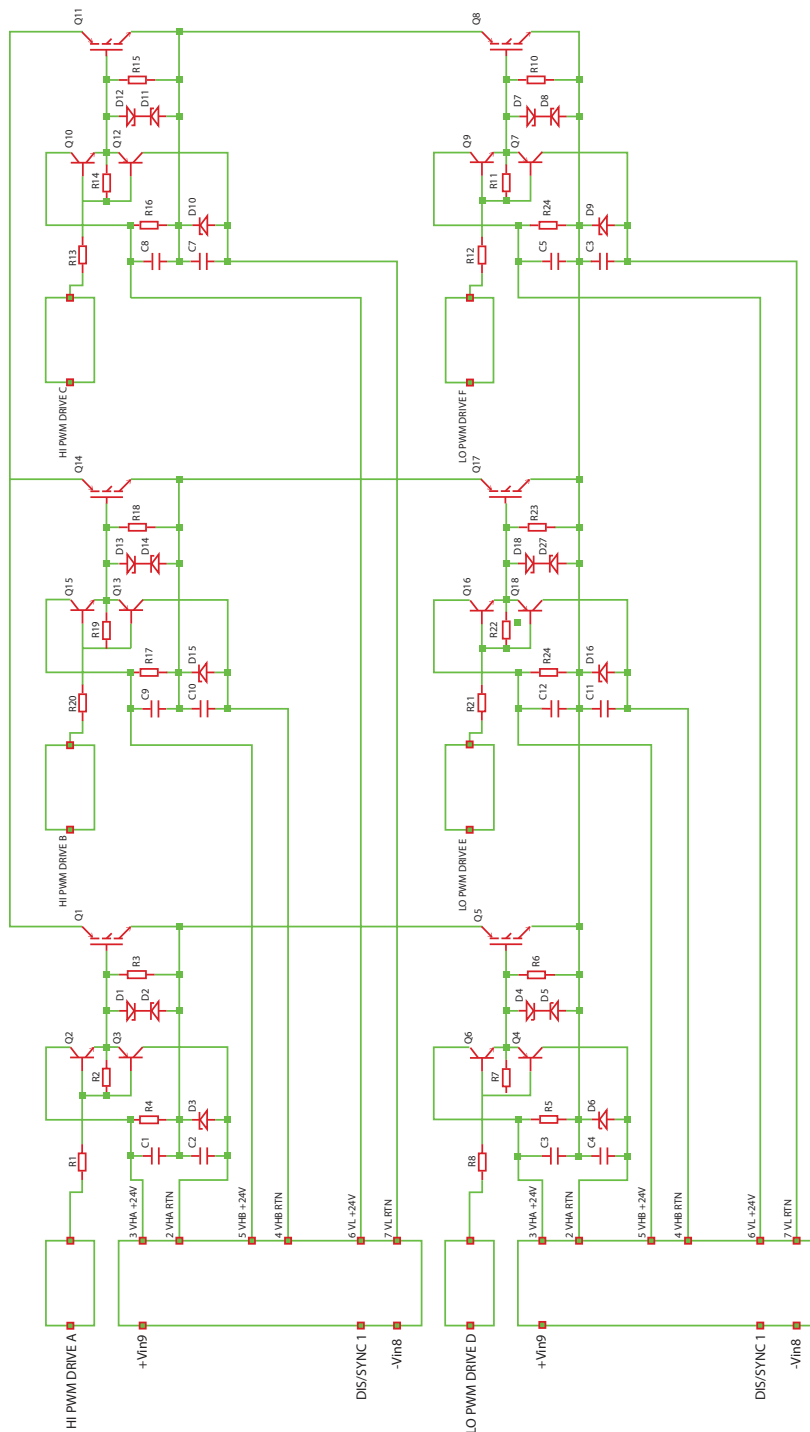 Q11
Q8
R15
R10
D12
D11
D7
D8
Q10
Q12
Q9
Q7
R14
R11
R16
D10
R24
D9
R13
C8
C7
R12
C5
C3
HI PWM DRIVE C
LO PWM DRIVE F
Q14
Q17
R18
R23
D13
D14
D18
D27
Q15
Q13
Q16
Q18
R19
R22
R17
D15
R24
D16
R20
C9
C10
R21
C12
C11
HI PWM DRIVE B
LO PWM DRIVE E
Q1
Q5
R3
R6
D1
D2
D4
D5
Q2
Q3
Q6
Q4
R2
R7
R4
D3
R5
D6
R1
C1
C2
R8
C3
C4
3 VHA +24V
2 VHA RTN
5 VHB +24V
4 VHB RTN
6 VL +24V
7 VL RTN
3 VHA +24V
2 VHA RTN
5 VHB +24V
4 VHB RTN
6 VL +24V
7 VL RTN
HI PWM DRIVE A
+Vin9
DIS/SYNC 1
-Vin8
LO PWM DRIVE D
+Vin9
DIS/SYNC 1
-Vin8